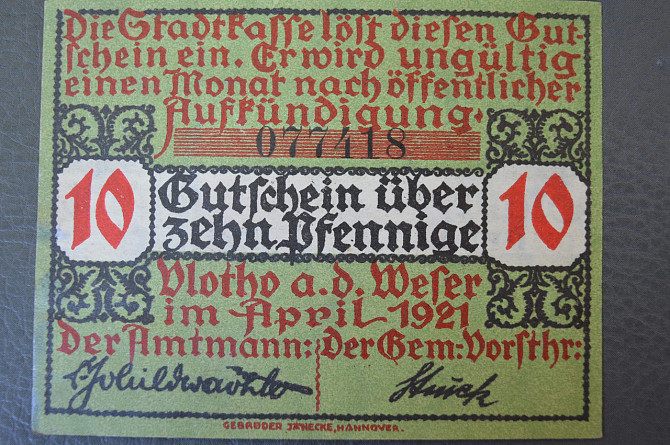 Die Stadtkasse löst diesen Gut-
schein ein. Er wird ungültig
einen Monat nach öffentlicher
Aufkündigung.
077418
10 Gutschein über 10
zehn Pfennige
Vlotho a. d. Weser
im April 1921
Der Amtmann: Der Gem: Vorsthr:
GEBRÜDER JÄNECKE, HANNOVER.